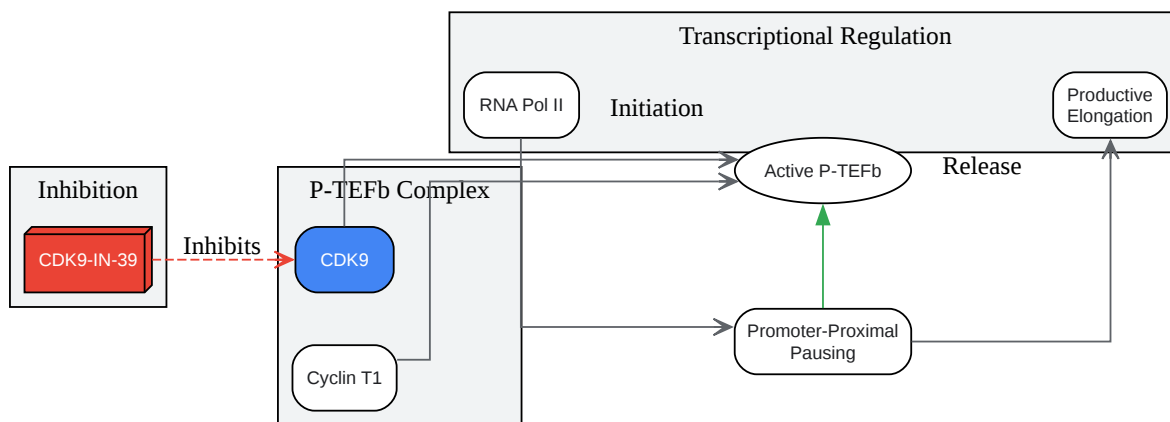 Transcriptional Regulation
RNA Pol II
Initiation
Productive
Elongation
Inhibition
P-TEFb Complex
Active P-TEFb
Release
CDK9-IN-39
Inhibits
CDK9
Promoter-Proximal
Pausing
Cyclin T1